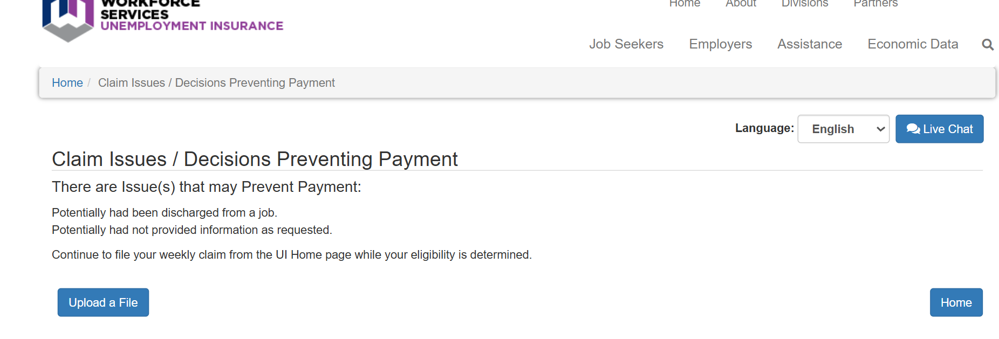 WORKFORCE
SERVICES
UNEMPLOYMENT INSURANCE
Home About Divisions Partners
Job Seekers Employers Assistance Economic Data
Home / Claim Issues / Decisions Preventing Payment
Language: English Live Chat
Claim Issues / Decisions Preventing Payment
There are Issue(s) that may Prevent Payment:
Potentially had been discharged from a job.
Potentially had not provided information as requested.
Continue to file your weekly claim from the UI Home page while your eligibility is determined.
Upload a File Home